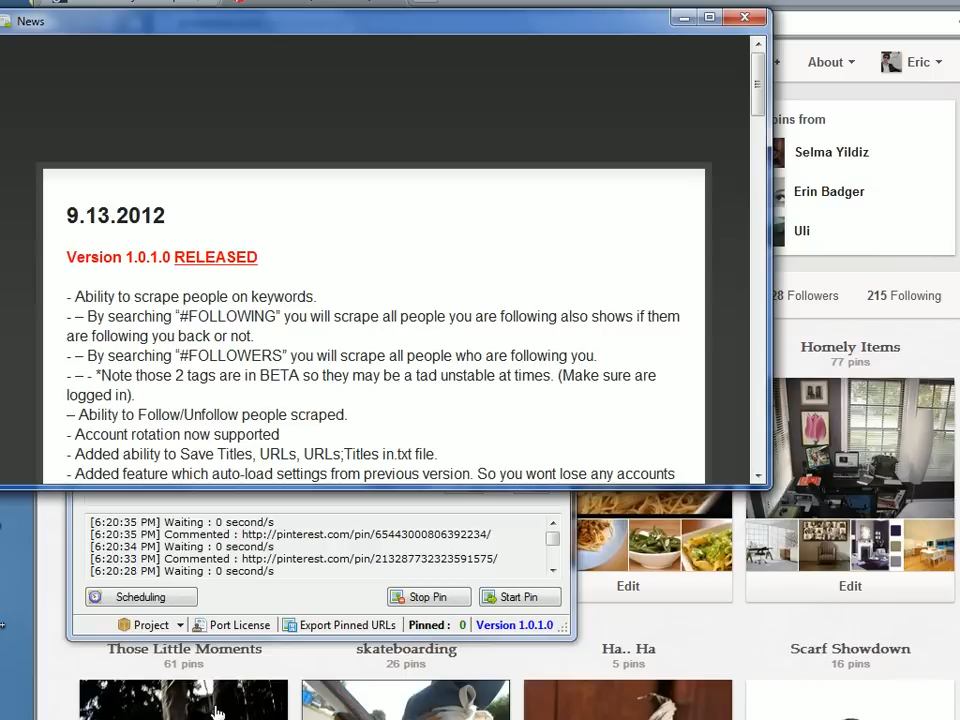 News
9.13.2012
Version 1.0.1.0 RELEASED
- Ability to scrape people on keywords.
- – By searching “#FOLLOWING” you will scrape all people you are following also shows if them
are following you back or not.
- – By searching “#FOLLOWERS” you will scrape all people who are following you.
- – - *Note those 2 tags are in BETA so they may be a tad unstable at times. (Make sure are
logged in).
– Ability to Follow/Unfollow people scraped.
- Account rotation now supported
- Added ability to Save Titles, URLs, URLs;Titles in.txt file.
- Added feature which auto-load settings from previous version. So you wont lose any accounts
About
Eric
pins from
Selma Yildiz
Erin Badger
Uli
28 Followers 215 Following
Homely Items
77 pins
Edit
Edit
[6:20:35 PM] Waiting : 0 second/s
[6:20:35 PM] Commented : http://pinterest.com/pin/65443000806392234/
[6:20:34 PM] Waiting : 0 second/s
[6:20:33 PM] Commented : http://pinterest.com/pin/213287732323591575/
[6:20:28 PM] Waiting : 0 second/s
Scheduling
Stop Pin
Start Pin
Project
Port License
Export Pinned URLs
Pinned : 0
Version 1.0.1.0
Those Little Moments
61 pins
skateboarding
26 pins
Ha.. Ha
5 pins
Scarf Showdown
16 pins